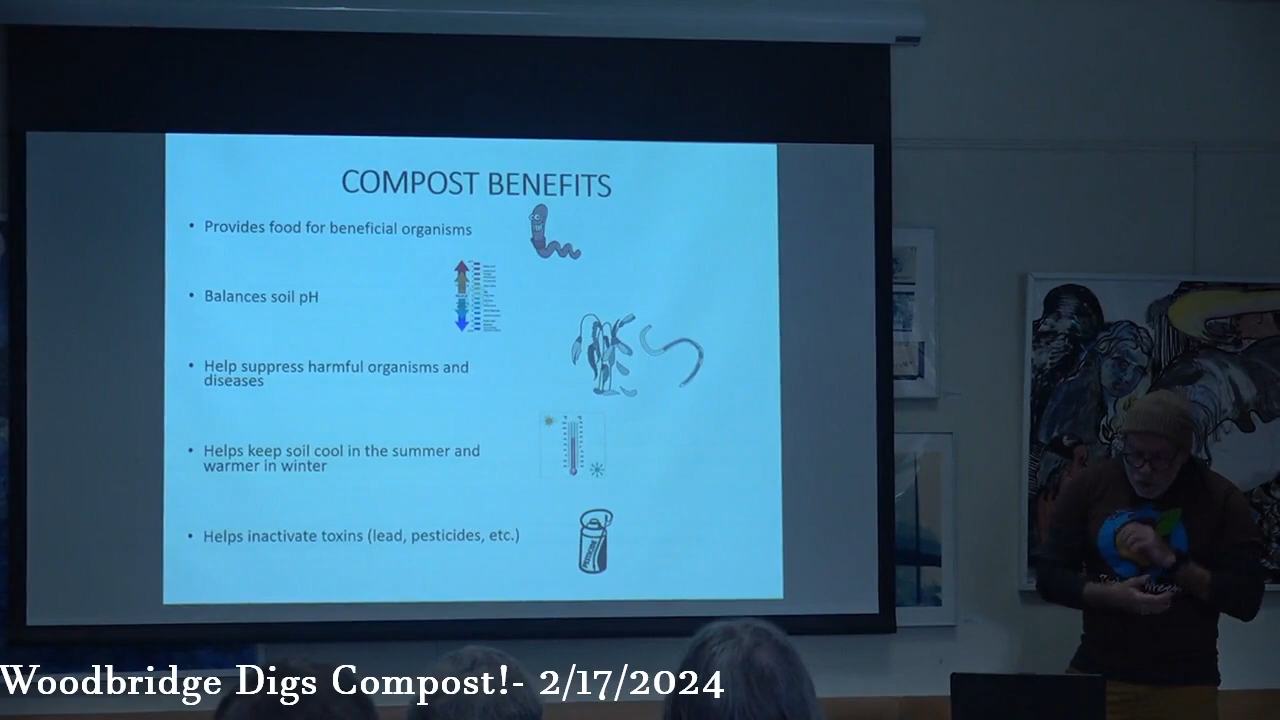 COMPOST BENEFITS
• Provides food for beneficial organisms
• Balances soil pH
• Help suppress harmful organisms and
diseases
• Helps keep soil cool in the summer and
warmer in winter
• Helps inactivate toxins (lead, pesticides, etc.)
Woodbridge Digs Compost!- 2/17/2024